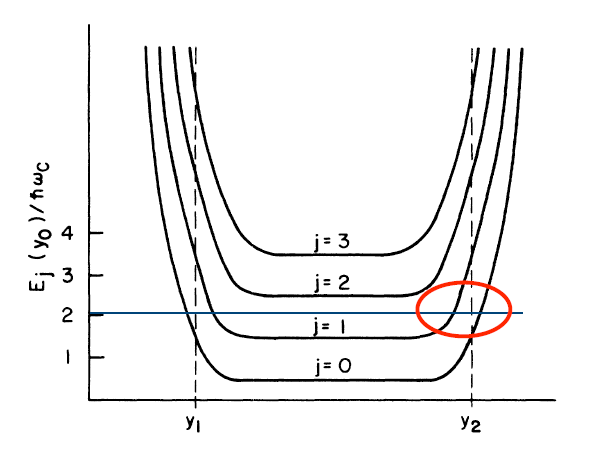 E_j (y_0) / ħω_C
4
3
2
1
j = 3
j = 2
j = 1
j = 0
y_1
y_2